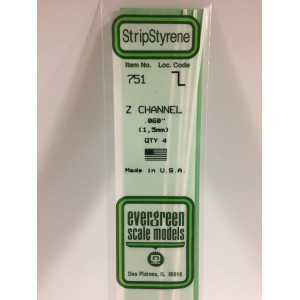 StripStyrene
Item No. Loc. Code
751
Z CHANNEL
.060"
(1,5mm)
QTY 4
Made in U.S.A.
evergreen
scale models
Des Plaines, IL 60018